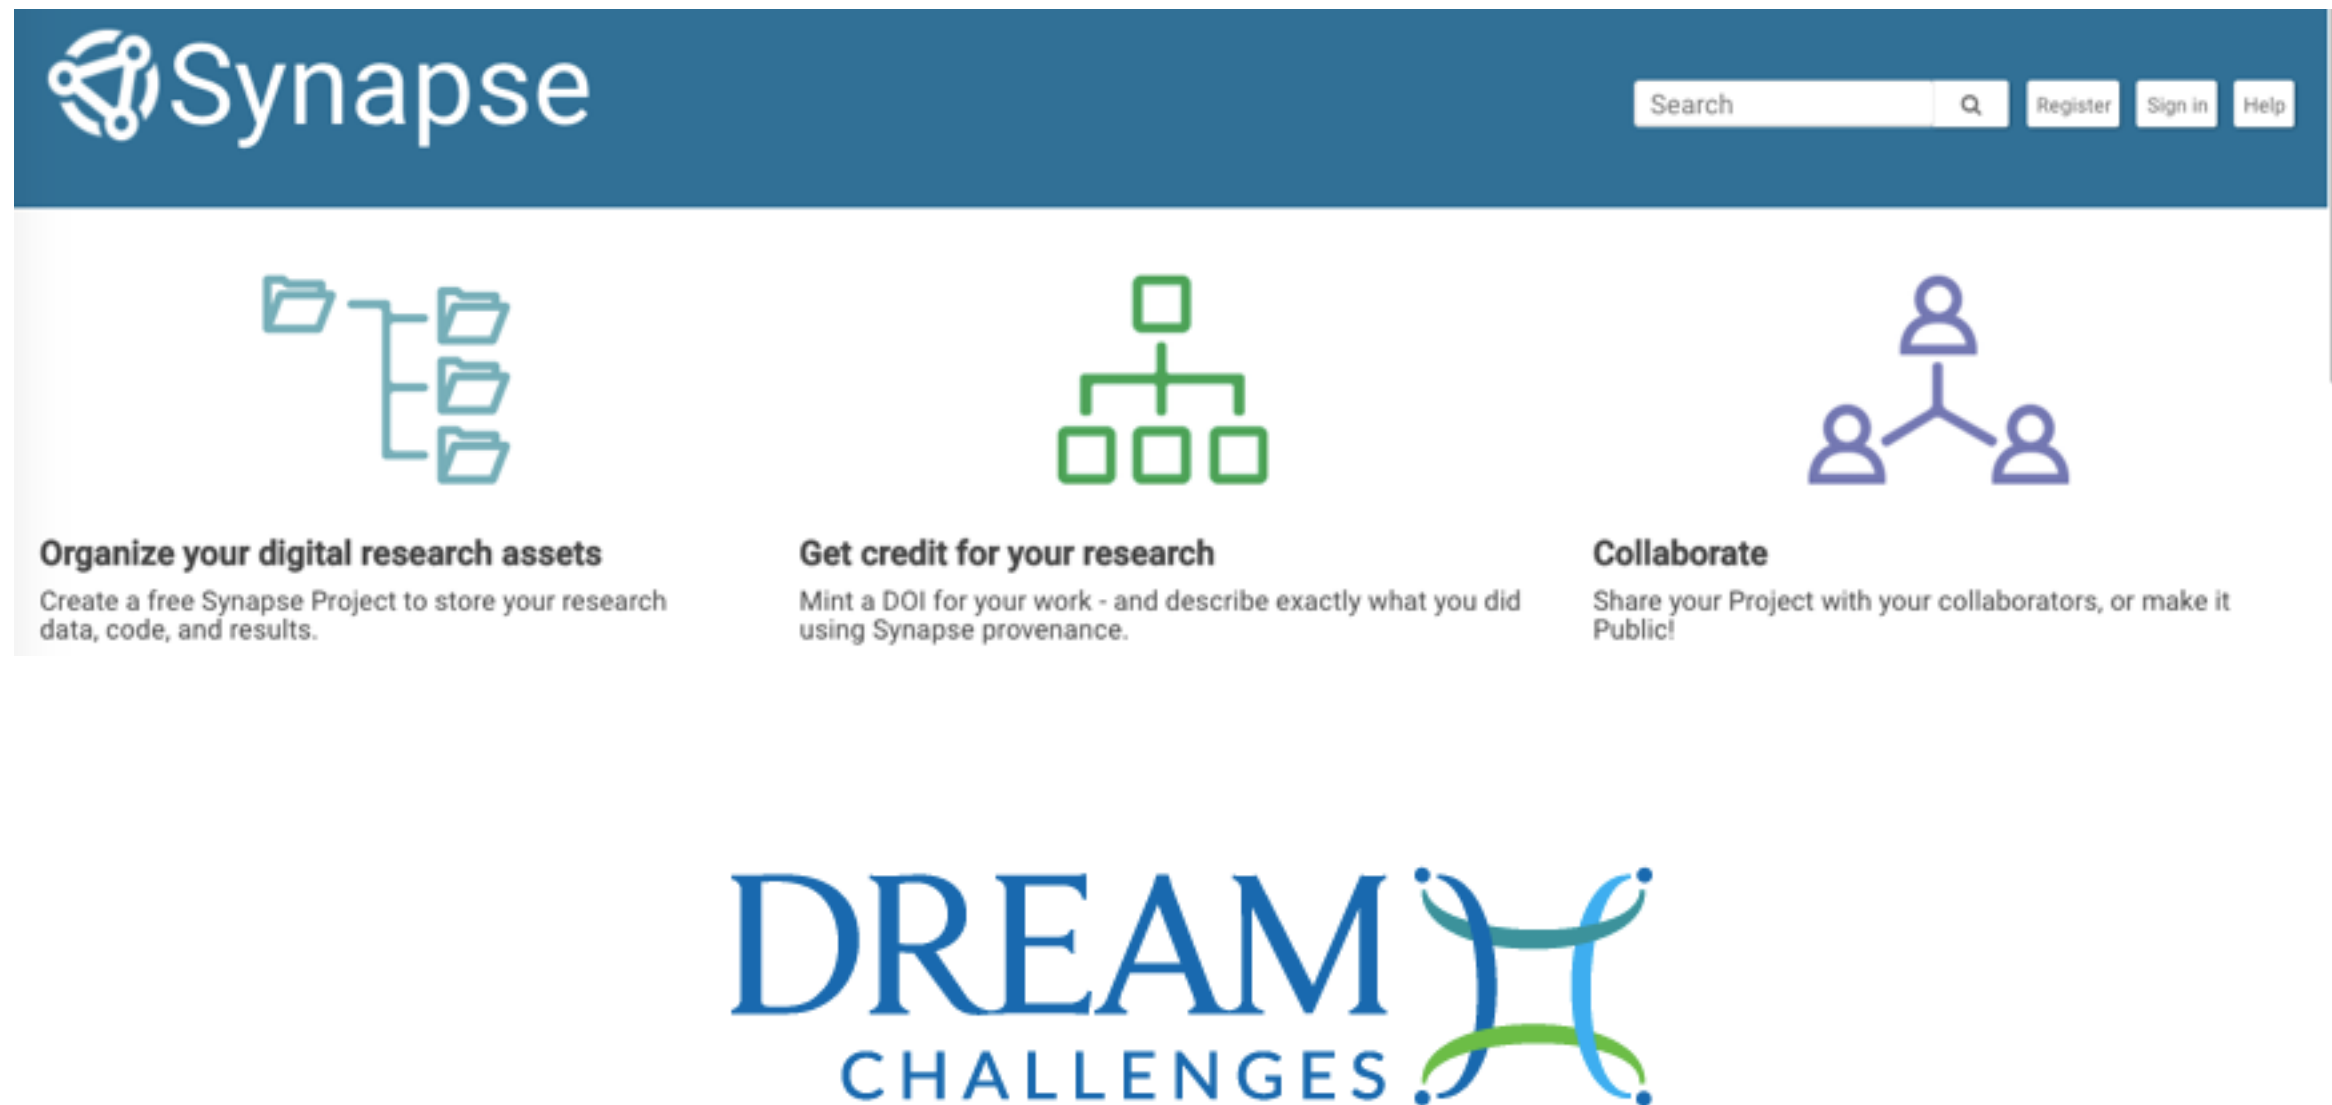 Synapse
Search
Register
Sign in
Help
Organize your digital research assets
Create a free Synapse Project to store your research
data, code, and results.
Get credit for your research
Mint a DOI for your work - and describe exactly what you did
using Synapse provenance.
Collaborate
Share your Project with your collaborators, or make it
Public!
DREAM
CHALLENGES